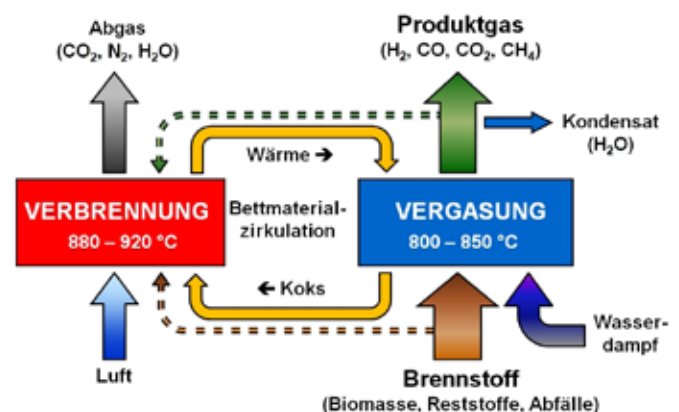 Abgas
(CO₂, N₂, H₂O)
Produktgas
(H₂, CO, CO₂, CH₄)
Kondensat
(H₂O)
Wärme →
VERBRENNUNG
880 – 920 °C
Bettmaterial-
zirkulation
VERGASUNG
800 – 850 °C
← Koks
Luft
Wasser-
dampf
Brennstoff
(Biomasse, Reststoffe, Abfälle)